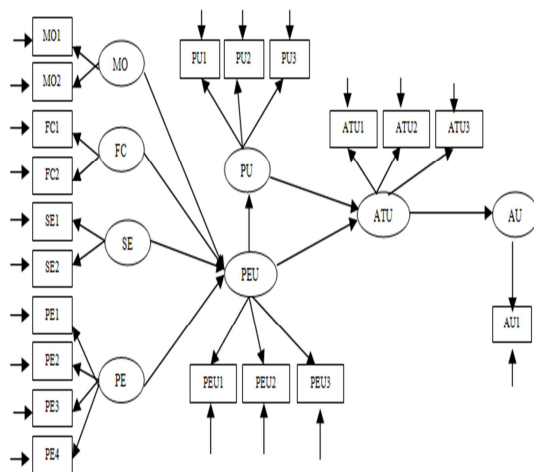 MO1
MO2
MO
FC1
FC2
FC
SE1
SE2
SE
PE1
PE2
PE3
PE4
PE
PU1 PU2 PU3
PU
PEU
PEU1 PEU2 PEU3
ATU1 ATU2 ATU3
ATU
AU
AU1